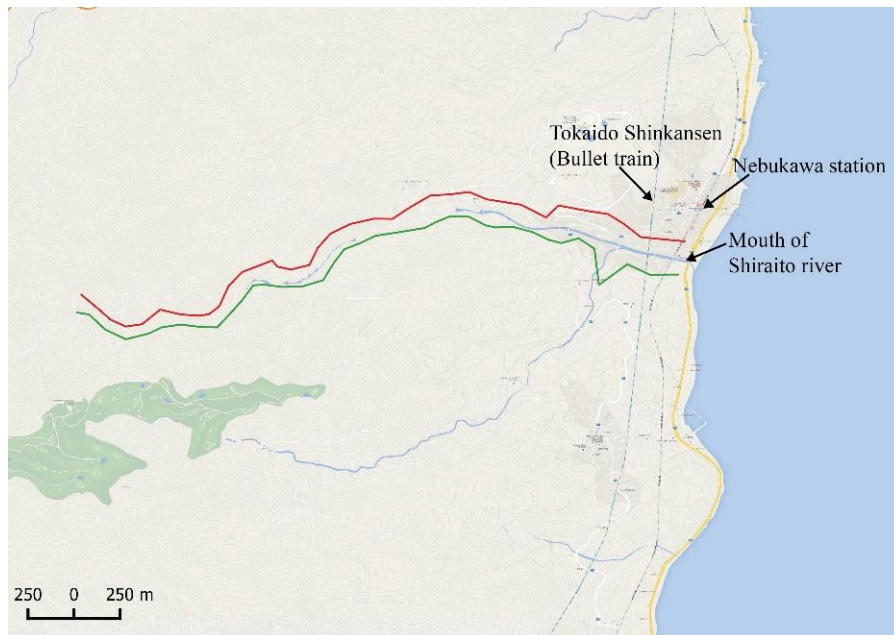 Tokaido Shinkansen
(Bullet train)
Nebukawa station
Mouth of
Shiraito river
250 0 250 m